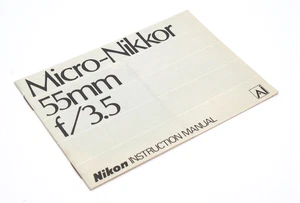 Micro-Nikkor
55mm
f/3.5
AI
Nikon INSTRUCTION MANUAL